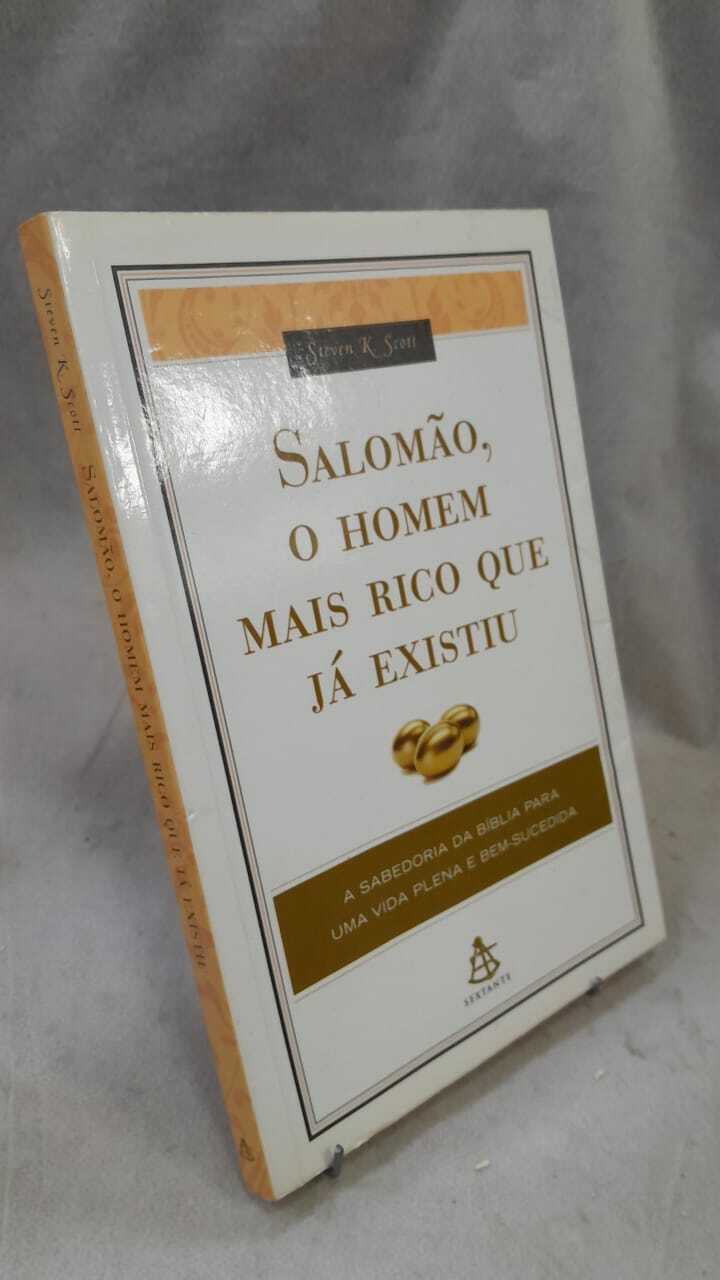 Steven K. Scott
SALOMÃO,
O HOMEM
MAIS RICO QUE
JÁ EXISTIU
A SABEDORIA DA BÍBLIA PARA
UMA VIDA PLENA E BEM-SUCEDIDA
SEXTANTE
Steven K. Scott SALOMÃO, O HOMEM MAIS RICO QUE JÁ EXISTIU